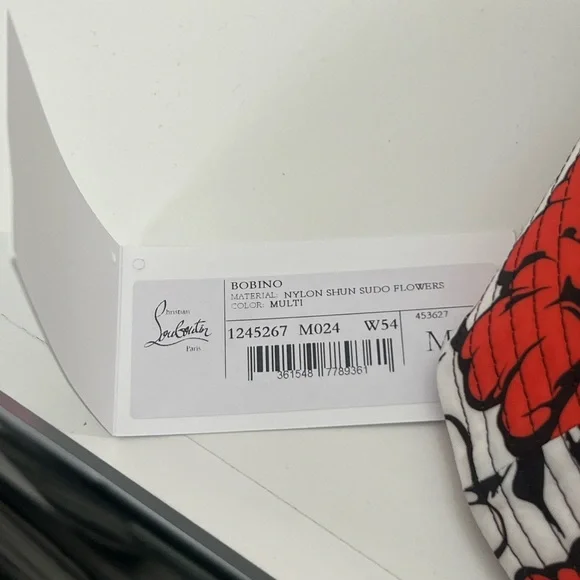 BOBINO
MATERIAL: NYLON SHUN SUDO FLOWERS
COLOR: MULTI
Christian
Louboutin
Paris
1245267 M024 W54
453627
M
361548 7789361